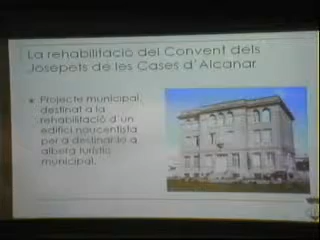 La rehabilitació del Convent dels
Josepets de les Cases d'Alcanar
Projecte municipal,
destinat a la
rehabilitació d'un
edifici noucentista
per a destinar-lo a
alberg turístic
municipal.